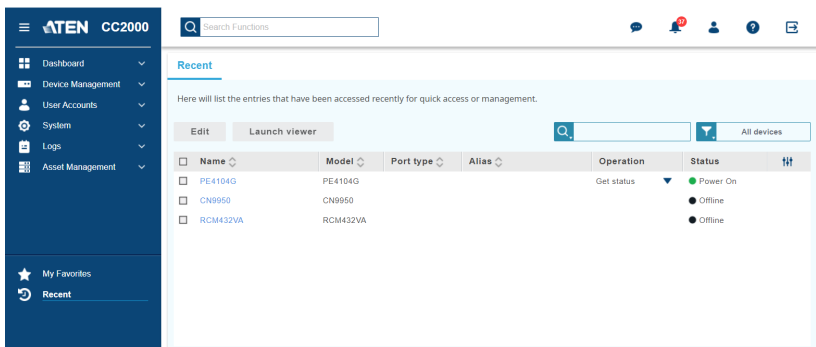 ATEN CC2000
Search Functions
37
Dashboard
Device Management
User Accounts
System
Logs
Asset Management
My Favorites
Recent
Recent
Here will list the entries that have been accessed recently for quick access or management.
Edit Launch viewer All devices
Name Model Port type Alias Operation Status
PE4104G PE4104G Get status Power On
CN9950 CN9950 Offline
RCM432VA RCM432VA Offline